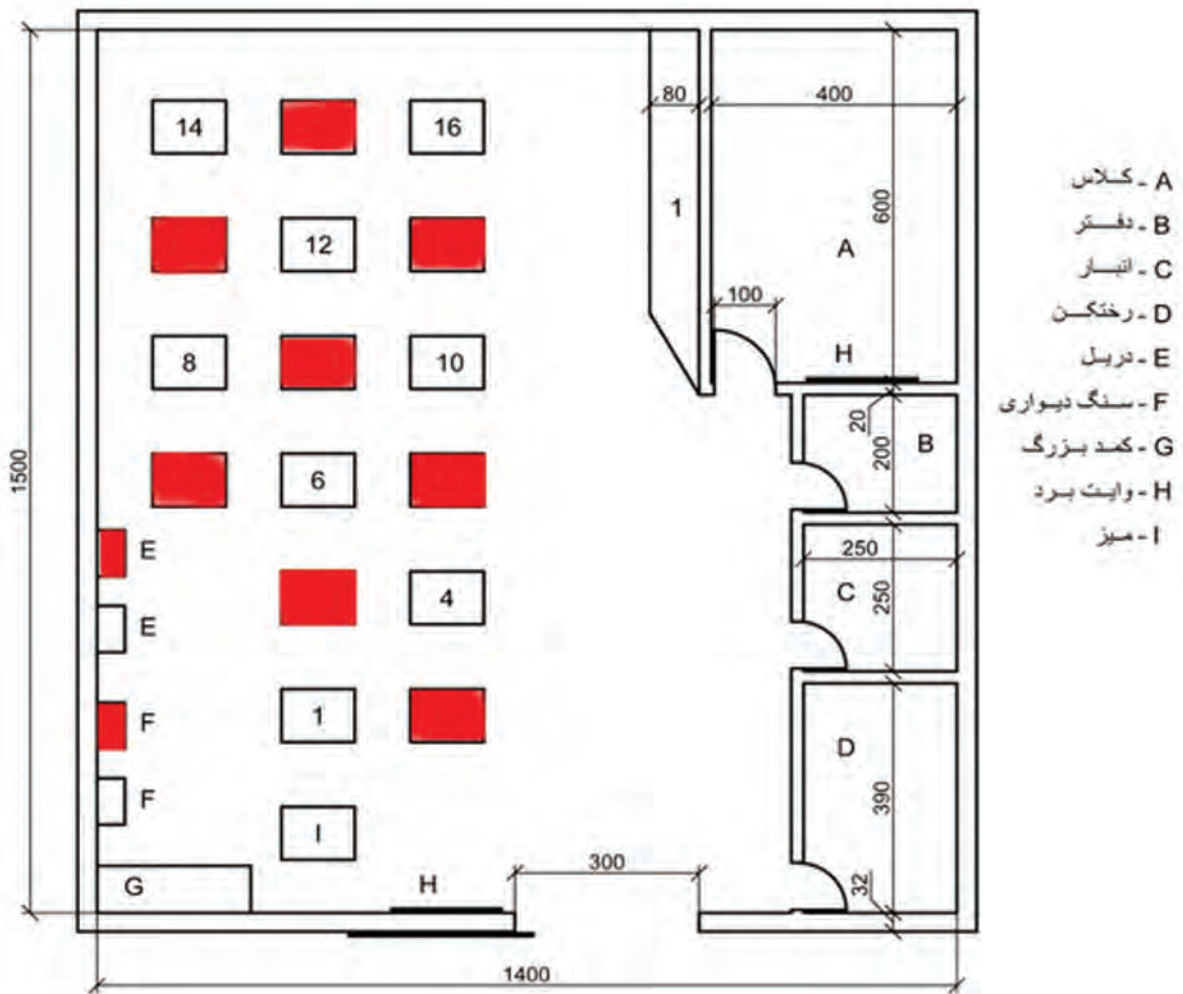 14
16
80
400
1
600
12
A
100
8
10
H
20
200
B
1500
6
E
250
C
250
E
4
F
1
D
F
390
I
300
32
G
H
1400
A - کلاس
B - دفتر
C - انبار
D - رختکن
E - دریل
F - سنگ دیواری
G - کمد بزرگ
H - وایت برد
I - میز